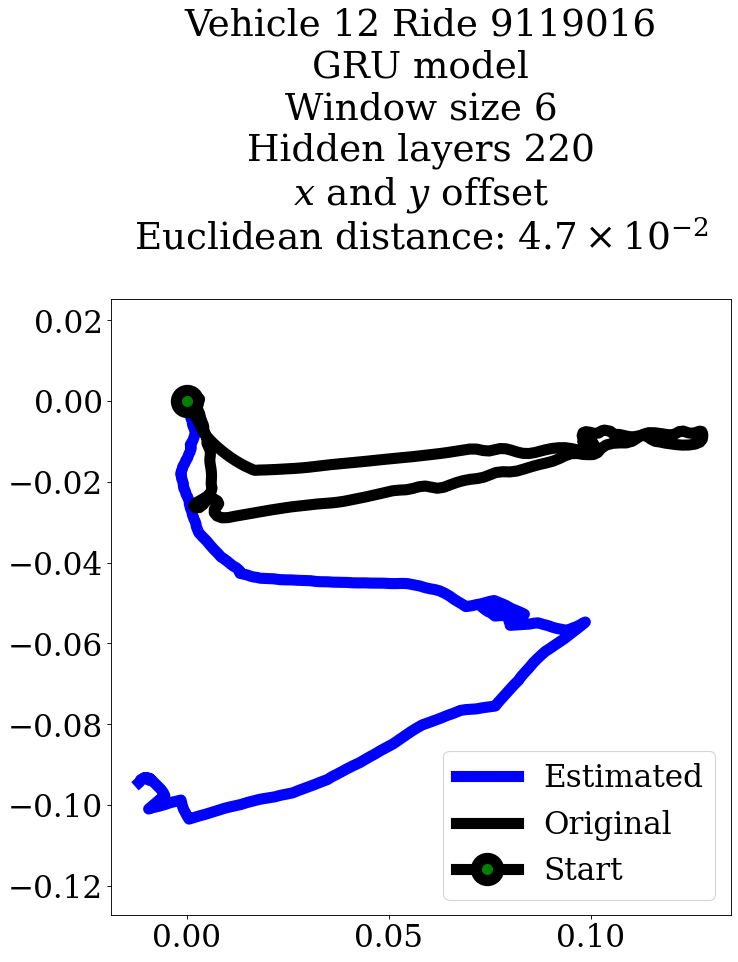 Vehicle 12 Ride 9119016
GRU model
Window size 6
Hidden layers 220
x and y offset
Euclidean distance: 4.7 × 10⁻²
0.02
0.00
−0.02
−0.04
−0.06
−0.08
−0.10
−0.12
0.00 0.05 0.10
Estimated
Original
Start